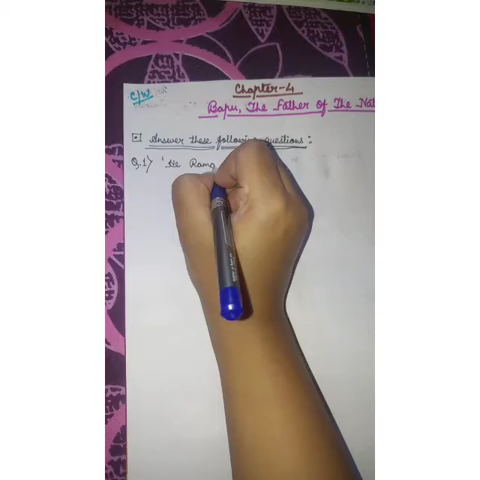 C/W
Chapter-4
Bapu, The Father Of The Nat
Answer these following questions:
Q.1) 'He Rama